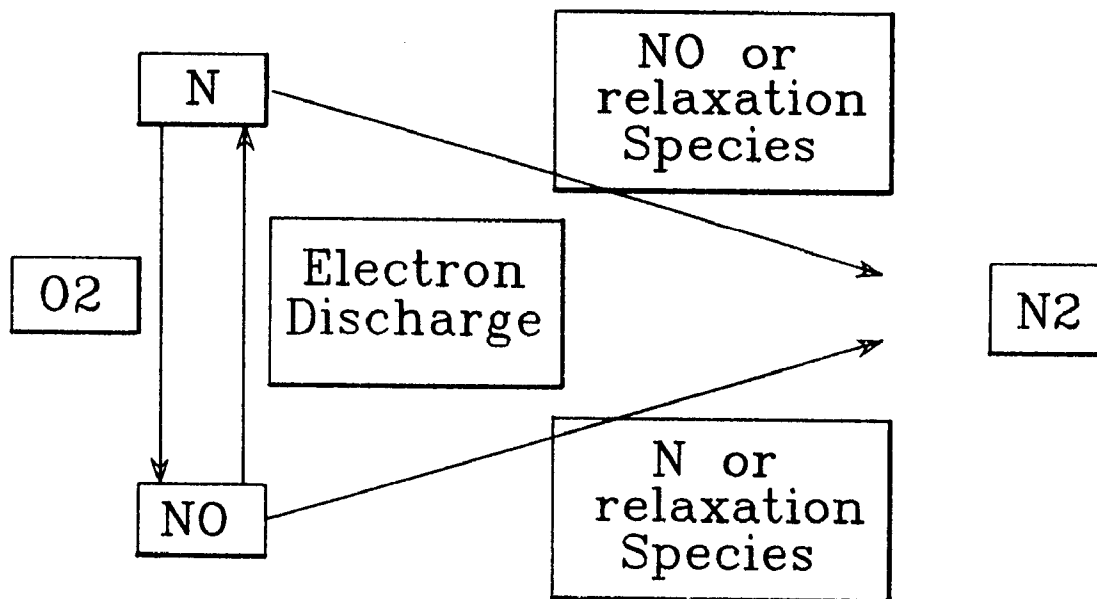 N
NO or
relaxation
Species
O2
Electron
Discharge
N2
NO
N or
relaxation
Species